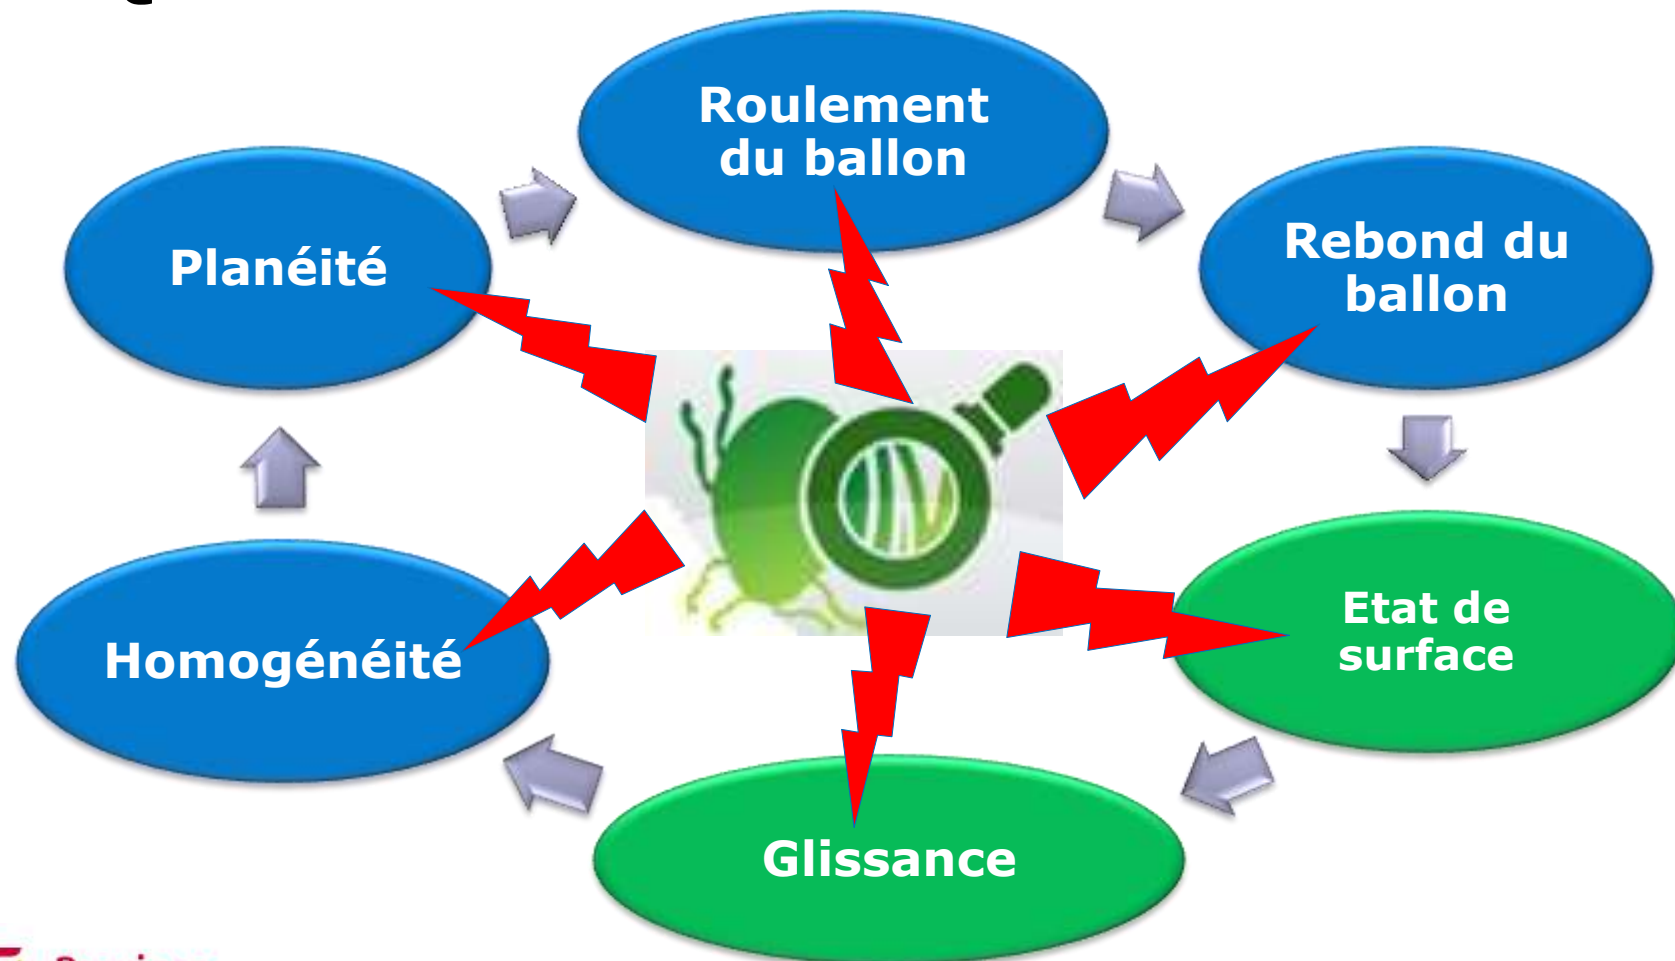 Roulement
du ballon
Rebond du
ballon
Planéité
Etat de
surface
Homogénéité
Glissance